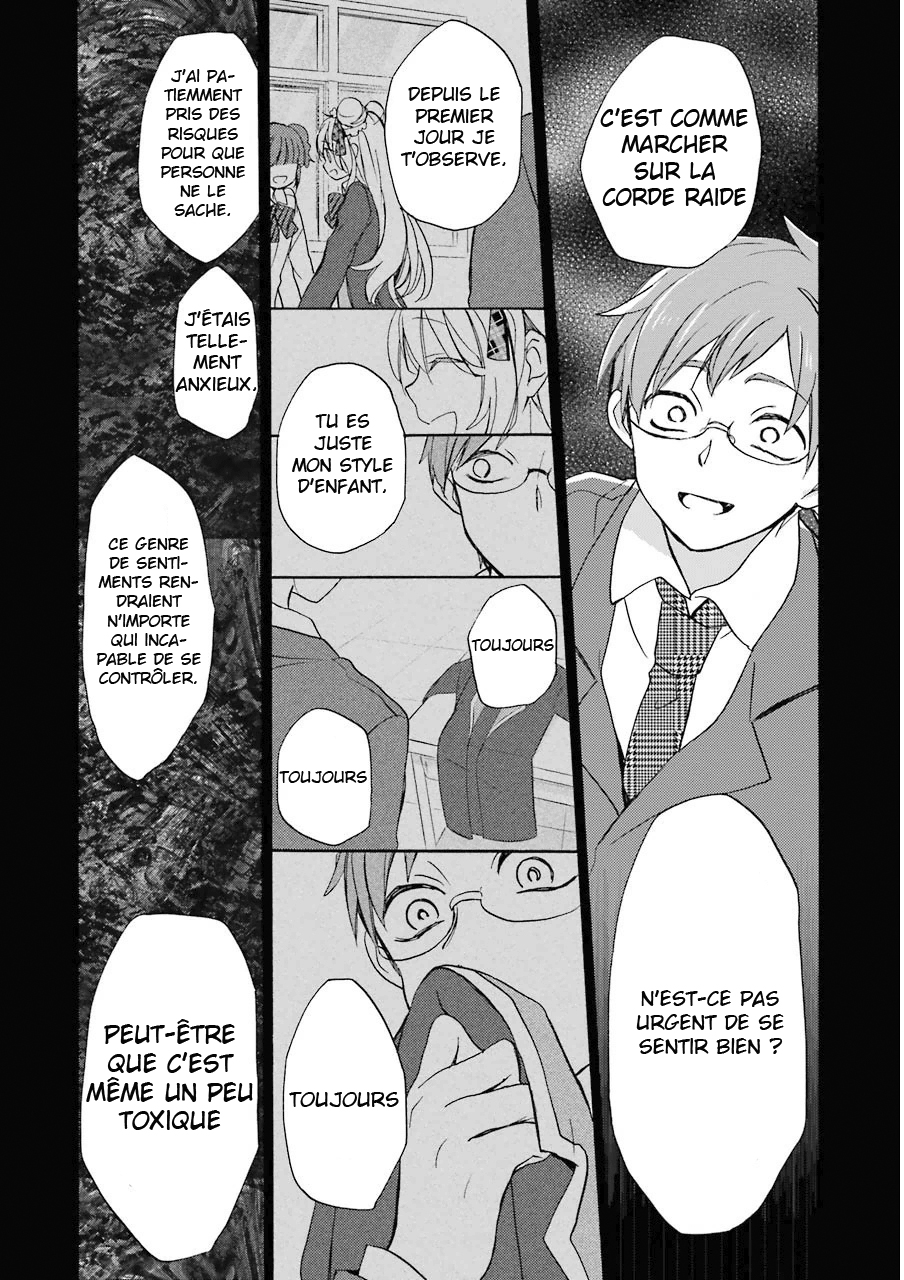 C'EST COMME
MARCHER
SUR LA
CORDE RAIDE
N'EST-CE PAS
URGENT DE SE
SENTIR BIEN ?
DEPUIS LE
PREMIER
JOUR JE
T'OBSERVE.
TU ES
JUSTE
MON STYLE
D'ENFANT.
TOUJOURS
TOUJOURS
TOUJOURS
J'AI PA-
TIEMMENT
PRIS DES
RISQUES
POUR QUE
PERSONNE
NE LE
SACHE.
J'ÉTAIS
TELLE-
MENT
ANXIEUX.
CE GENRE
DE SENTI-
MENTS REN-
DRAIENT
N'IMPORTE
QUI INCA-
PABLE DE SE
CONTRÔLER.
PEUT-ÊTRE
QUE C'EST
MÊME UN PEU
TOXIQUE